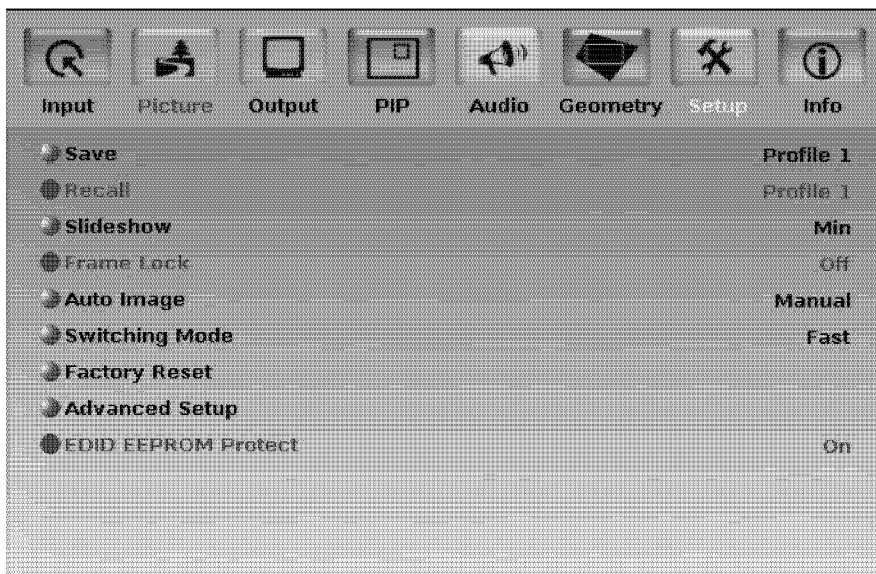 Input Picture Output PIP Audio Geometry Setup Info
Save Profile 1
Recall Profile 1
Slideshow Min
Frame Lock Off
Auto Image Manual
Switching Mode Fast
Factory Reset
Advanced Setup
EDID EEPROM Protect On